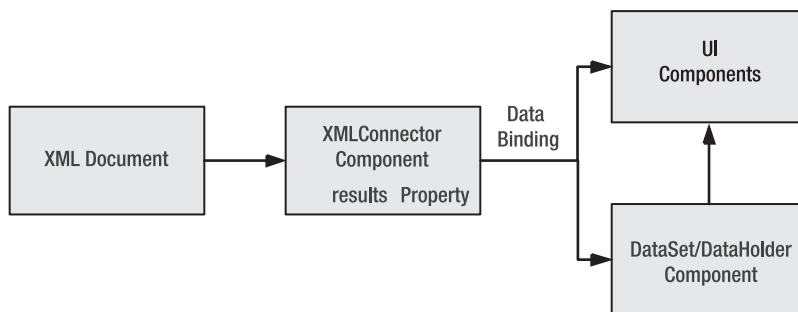 XML Document
XMLConnector
Component
results Property
Data
Binding
UI
Components
DataSet/DataHolder
Component